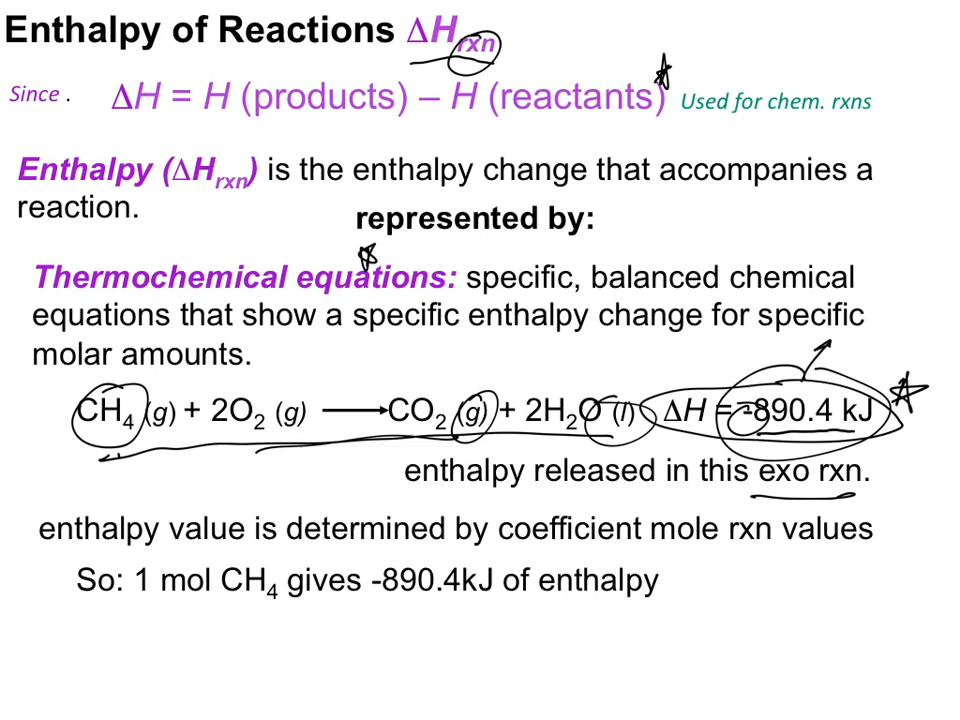 Enthalpy of Reactions ΔHrxn
Since . ΔH = H (products) – H (reactants) Used for chem. rxns
Enthalpy (ΔHrxn) is the enthalpy change that accompanies a
reaction.
represented by:
Thermochemical equations: specific, balanced chemical
equations that show a specific enthalpy change for specific
molar amounts.
CH4 (g) + 2O2 (g) ⟶ CO2 (g) + 2H2O (l) ΔH = -890.4 kJ
enthalpy released in this exo rxn.
enthalpy value is determined by coefficient mole rxn values
So: 1 mol CH4 gives -890.4kJ of enthalpy